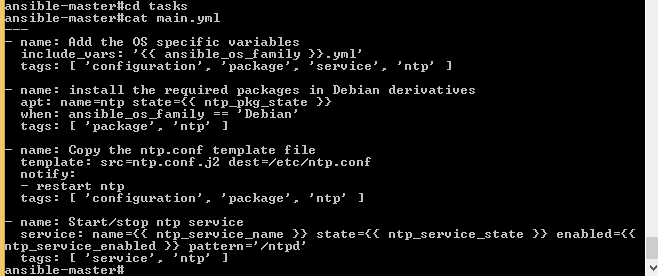 ansible-master#cd tasks
ansible-master#cat main.yml
---
- name: Add the OS specific variables
  include_vars: '{{ ansible_os_family }}.yml'
  tags: [ 'configuration', 'package', 'service', 'ntp' ]

- name: install the required packages in Debian derivatives
  apt: name=ntp state={{ ntp_pkg_state }}
  when: ansible_os_family == 'Debian'
  tags: [ 'package', 'ntp' ]

- name: Copy the ntp.conf template file
  template: src=ntp.conf.j2 dest=/etc/ntp.conf
  notify:
  - restart ntp
  tags: [ 'configuration', 'package', 'ntp' ]

- name: Start/stop ntp service
  service: name={{ ntp_service_name }} state={{ ntp_service_state }} enabled={{
ntp_service_enabled }} pattern='/ntpd'
  tags: [ 'service', 'ntp' ]
ansible-master#